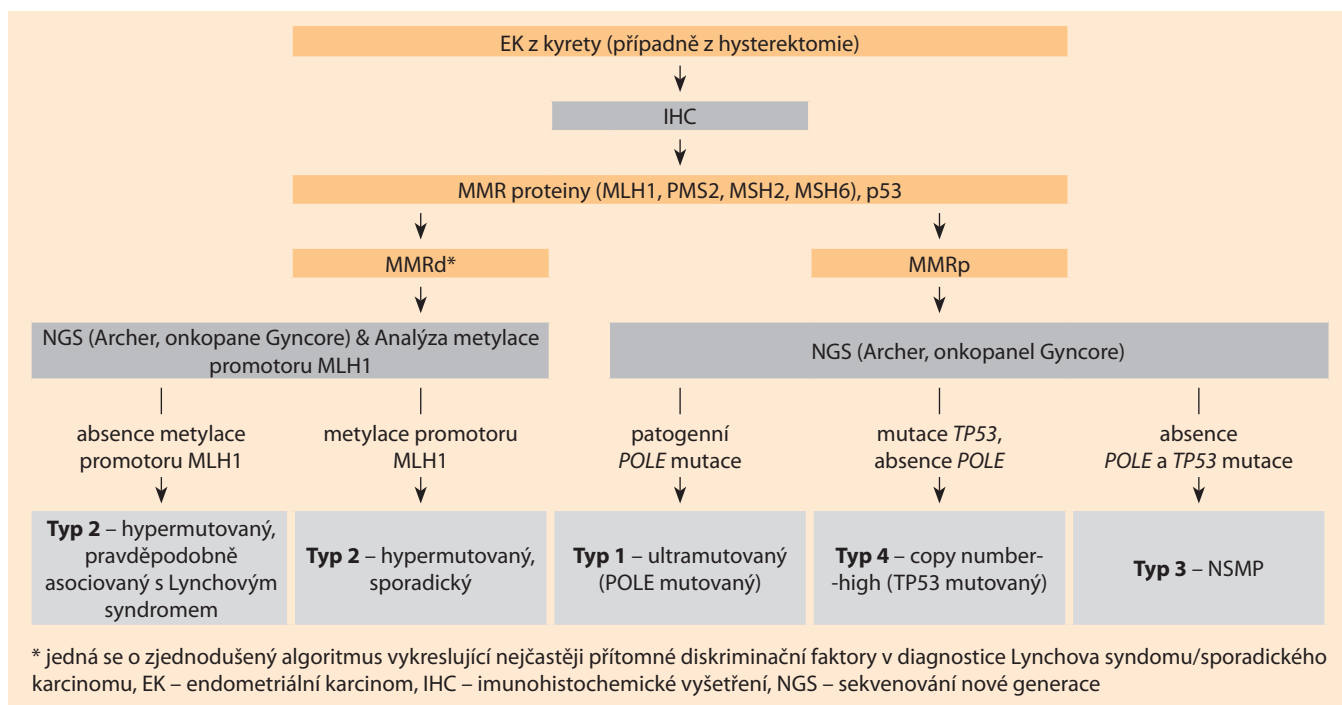 EK z kyrety (případně z hysterektomie)
IHC
MMR proteiny (MLH1, PMS2, MSH2, MSH6), p53
MMRd*
MMRp
NGS (Archer, onkopane Gyncore) & Analýza metylace
promotoru MLH1
NGS (Archer, onkopanel Gyncore)
absence metylace
promotoru MLH1
metylace promotoru
MLH1
patogenní
POLE mutace
mutace TP53,
absence POLE
absence
POLE a TP53 mutace
Typ 2 – hypermutovaný,
pravděpodobně
asociovaný s Lynchovým
syndromem
Typ 2 – hypermutovaný,
sporadický
Typ 1 – ultramutovaný
(POLE mutovaný)
Typ 4 – copy number-
-high (TP53 mutovaný)
Typ 3 – NSMP
* jedná se o zjednodušený algoritmus vykreslující nejčastěji přítomné diskriminační faktory v diagnostice Lynchova syndomu/sporadického
karcinomu, EK – endometriální karcinom, IHC – imunohistochemické vyšetření, NGS – sekvenování nové generace